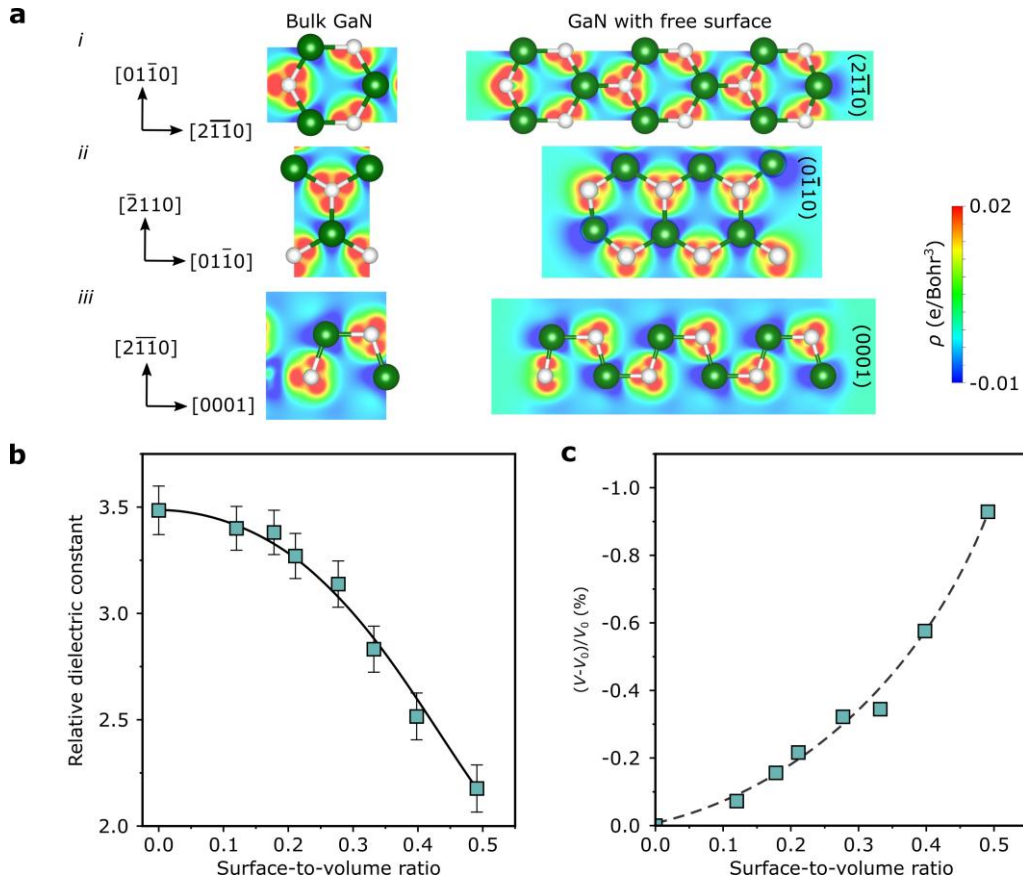 a
Bulk GaN
GaN with free surface
i
[011̅0]
[21̅1̅0]
(21̅1̅0)
ii
[2̅110]
[011̅0]
(01̅10)
iii
[21̅1̅0]
[0001]
(0001)
0.02
ρ (e/Bohr³)
-0.01
b
3.5
3.0
2.5
2.0
Relative dielectric constant
0.0 0.1 0.2 0.3 0.4 0.5
Surface-to-volume ratio
c
-1.0
-0.8
-0.6
-0.4
-0.2
0.0
(V-V₀)/V₀ (%)
0.0 0.1 0.2 0.3 0.4 0.5
Surface-to-volume ratio